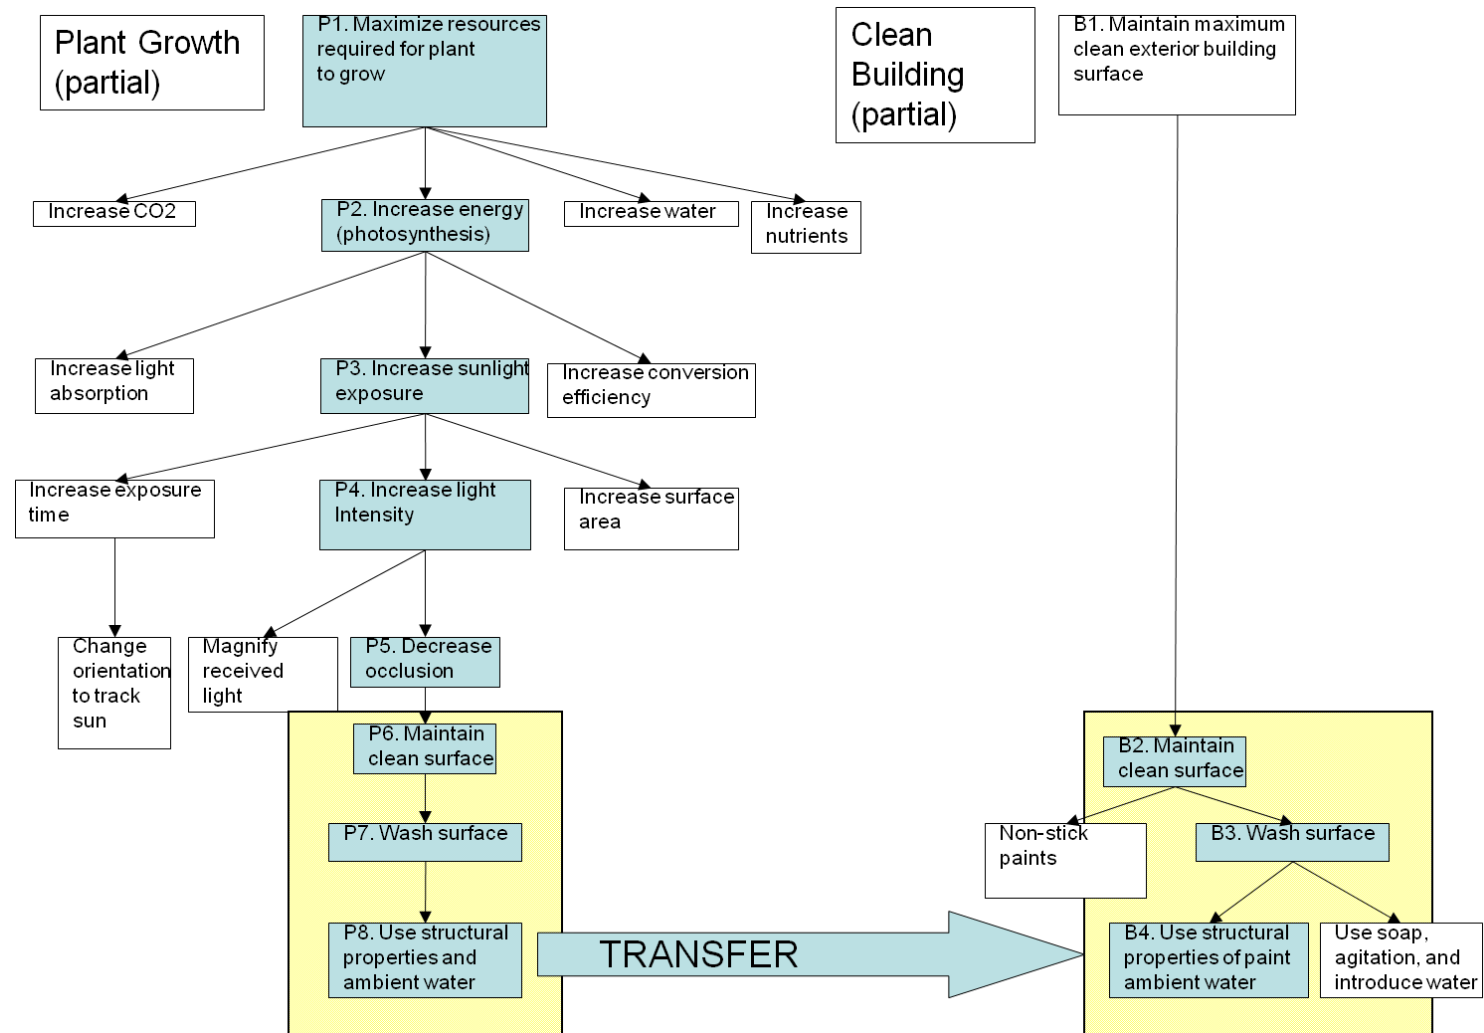 Plant Growth
(partial)
P1. Maximize resources
required for plant
to grow
Clean
Building
(partial)
B1. Maintain maximum
clean exterior building
surface
Increase CO2
P2. Increase energy
(photosynthesis)
Increase water
Increase
nutrients
Increase light
absorption
P3. Increase sunlight
exposure
Increase conversion
efficiency
Increase exposure
time
P4. Increase light
Intensity
Increase surface
area
Change
orientation
to track
sun
Magnify
received
light
P5. Decrease
occlusion
P6. Maintain
clean surface
B2. Maintain
clean surface
P7. Wash surface
Non-stick
paints
B3. Wash surface
P8. Use structural
properties and
ambient water
TRANSFER
B4. Use structural
properties of paint
ambient water
Use soap,
agitation, and
introduce water